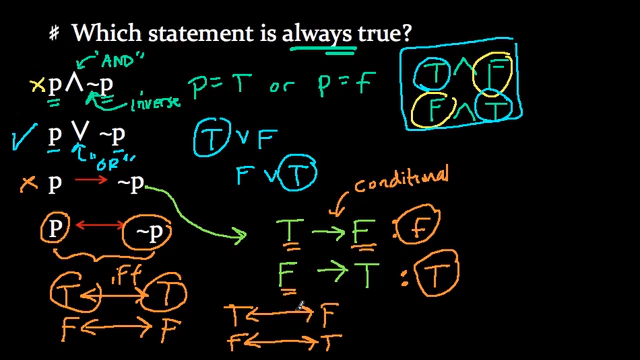 # Which statement is always true?
"AND"
× p ∧ ~p
inverse
p = T or p = F
T ∧ F
F ∧ T
✓ p ∨ ~p
"OR"
T ∨ F
F ∨ T
× p → ~p
conditional
T → F : F
F → T : T
P ↔ ~p
iff
T ↔ T
F ↔ F
T ↔ F
F ↔ T